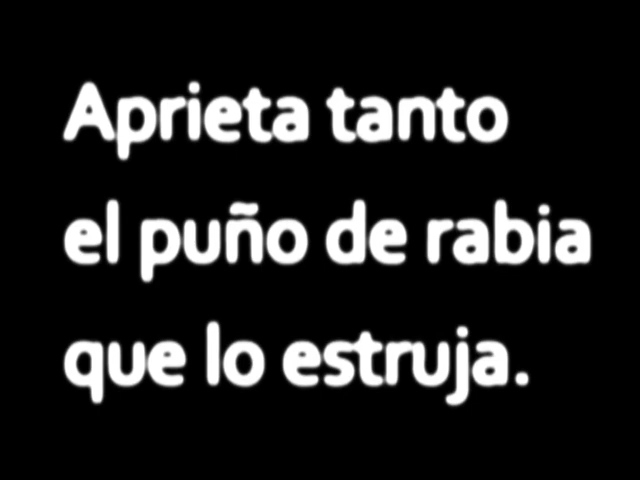 Aprieta tanto
el puño de rabia
que lo estruja.